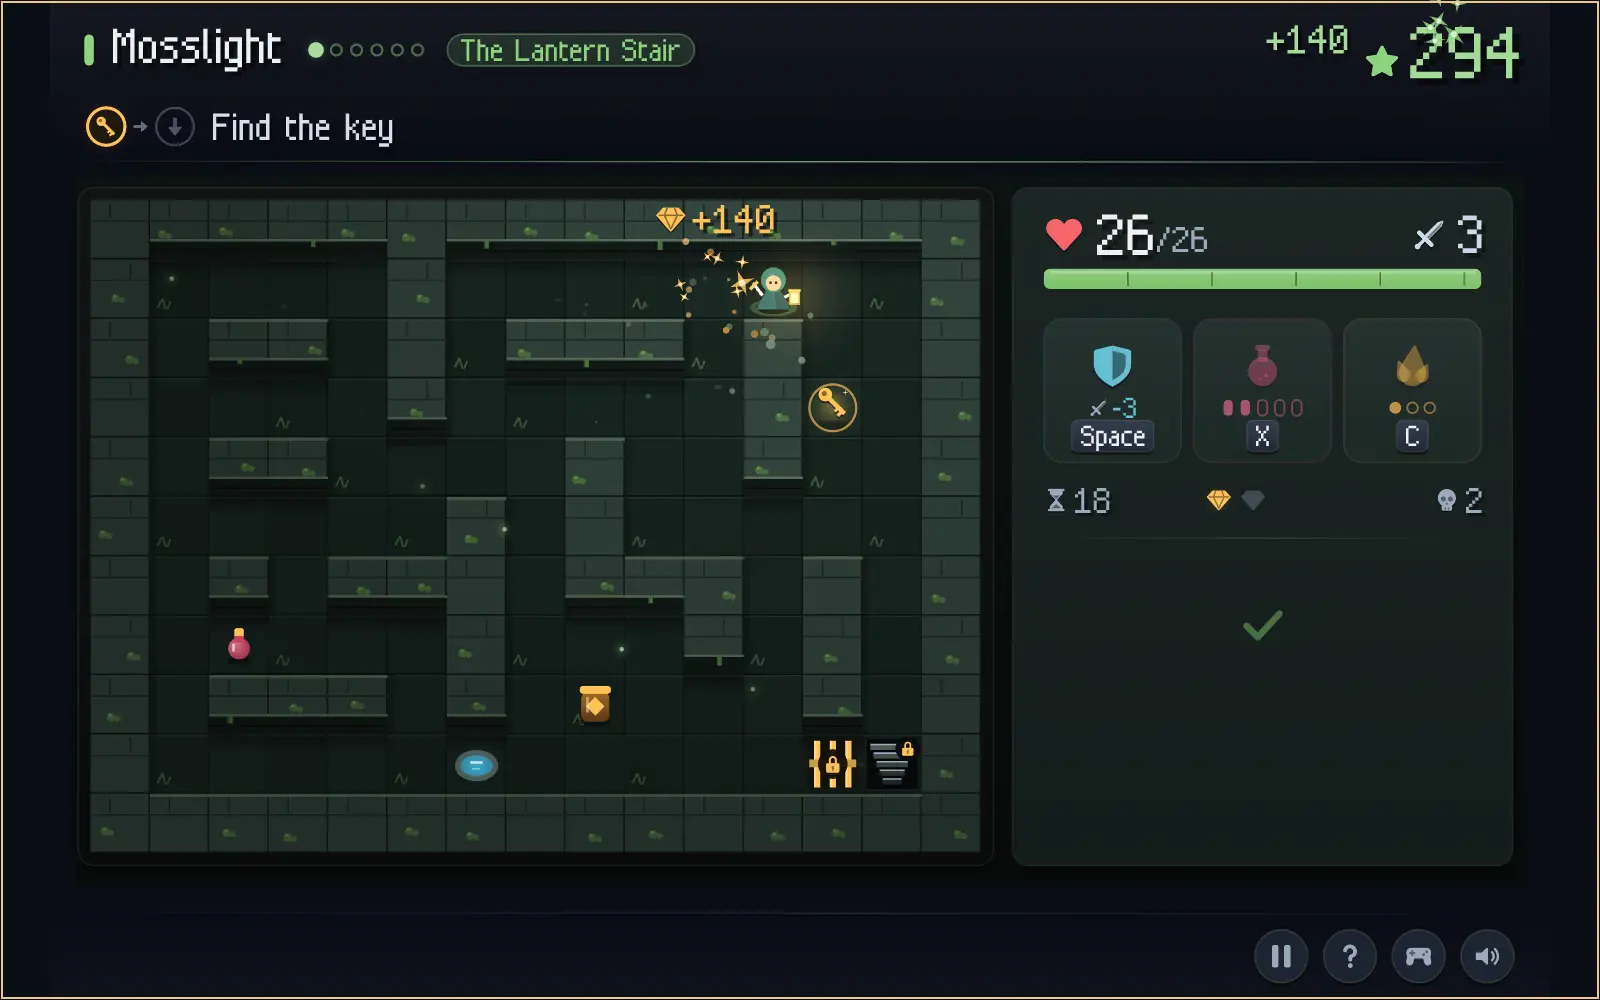 Mosslight
The Lantern Stair
+140
294
Find the key
+140
26/26
3
-3
Space
X
C
18
2
?